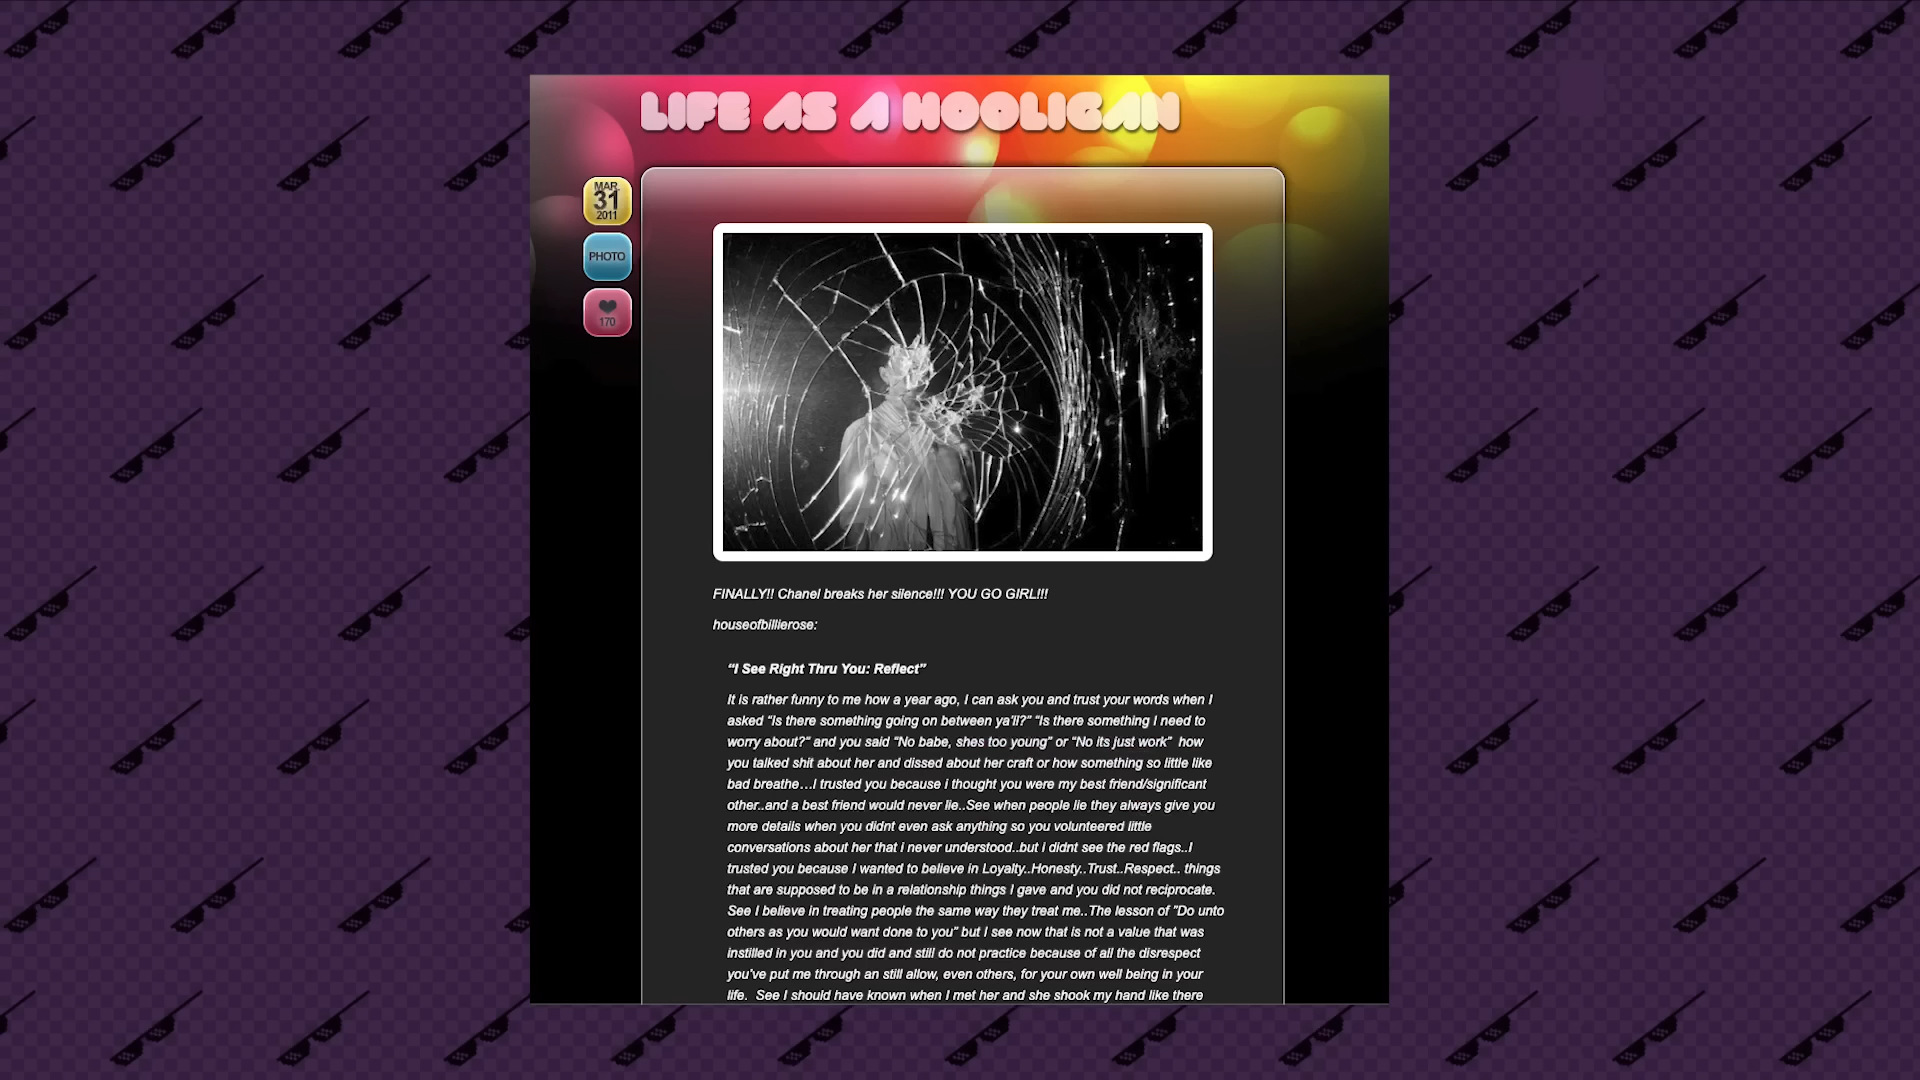 LIFE AS A HOOLIGAN
MAR
31
2011
PHOTO
170
FINALLY!! Chanel breaks her silence!!! YOU GO GIRL!!!
houseofbillierose:
“I See Right Thru You: Reflect”
It is rather funny to me how a year ago, I can ask you and trust your words when I
asked “Is there something going on between ya’ll?” “Is there something I need to
worry about?” and you said “No babe, shes too young” or “No its just work”  how
you talked shit about her and dissed about her craft or how something so little like
bad breathe…I trusted you because i thought you were my best friend/significant
other..and a best friend would never lie..See when people lie they always give you
more details when you didnt even ask anything so you volunteered little
conversations about her that i never understood..but i didnt see the red flags..I
trusted you because I wanted to believe in Loyalty..Honesty..Trust..Respect.. things
that are supposed to be in a relationship things I gave and you did not reciprocate.
See I believe in treating people the same way they treat me..The lesson of ”Do unto
others as you would want done to you” but I see now that is not a value that was
instilled in you and you did and still do not practice because of all the disrespect
you’ve put me through an still allow, even others, for your own well being in your
life.  See I should have known when I met her and she shook my hand like there